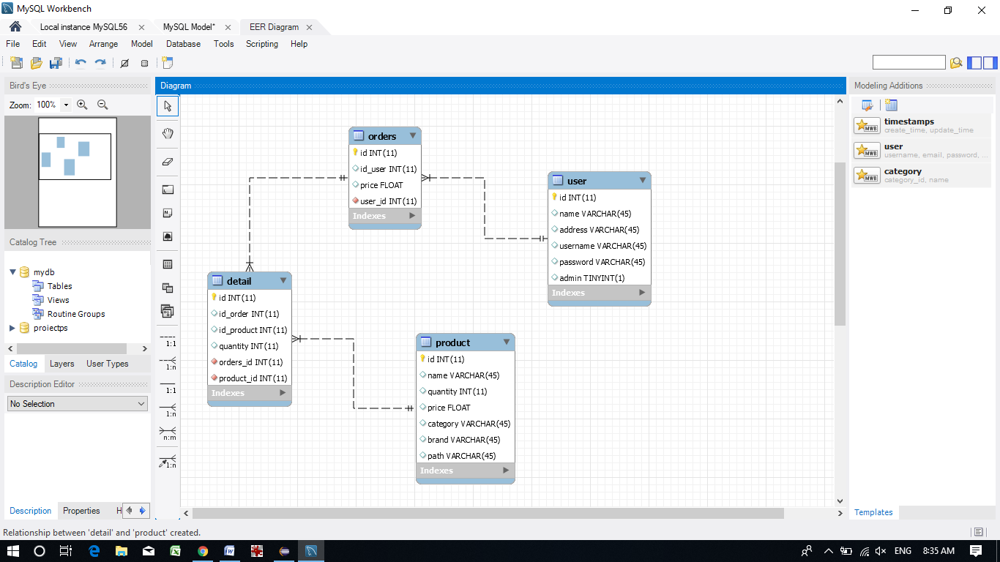 MySQL Workbench
Local instance MySQL56
MySQL Model*
EER Diagram
File Edit View Arrange Model Database Tools Scripting Help
Bird's Eye
Zoom: 100%
Catalog Tree
mydb
Tables
Views
Routine Groups
proiectps
Catalog Layers User Types
Description Editor
No Selection
Description Properties H
Diagram
1:1
1:n
1:1
1:n
n:m
1:n
orders
id INT(11)
id_user INT(11)
price FLOAT
user_id INT(11)
Indexes
user
id INT(11)
name VARCHAR(45)
address VARCHAR(45)
username VARCHAR(45)
password VARCHAR(45)
admin TINYINT(1)
Indexes
detail
id INT(11)
id_order INT(11)
id_product INT(11)
quantity INT(11)
orders_id INT(11)
product_id INT(11)
Indexes
product
id INT(11)
name VARCHAR(45)
quantity INT(11)
price FLOAT
category VARCHAR(45)
brand VARCHAR(45)
path VARCHAR(45)
Indexes
Modeling Additions
MWB
timestamps
create_time, update_time
MWB
user
username, email, password, ...
MWB
category
category_id, name
Templates
Relationship between 'detail' and 'product' created.
ENG 8:35 AM